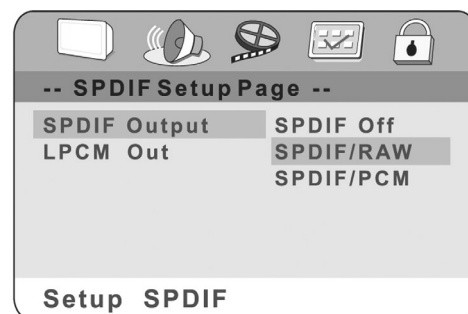 -- SPDIF Setup Page --
SPDIF Output
SPDIF Off
LPCM Out
SPDIF/RAW
SPDIF/PCM
Setup SPDIF